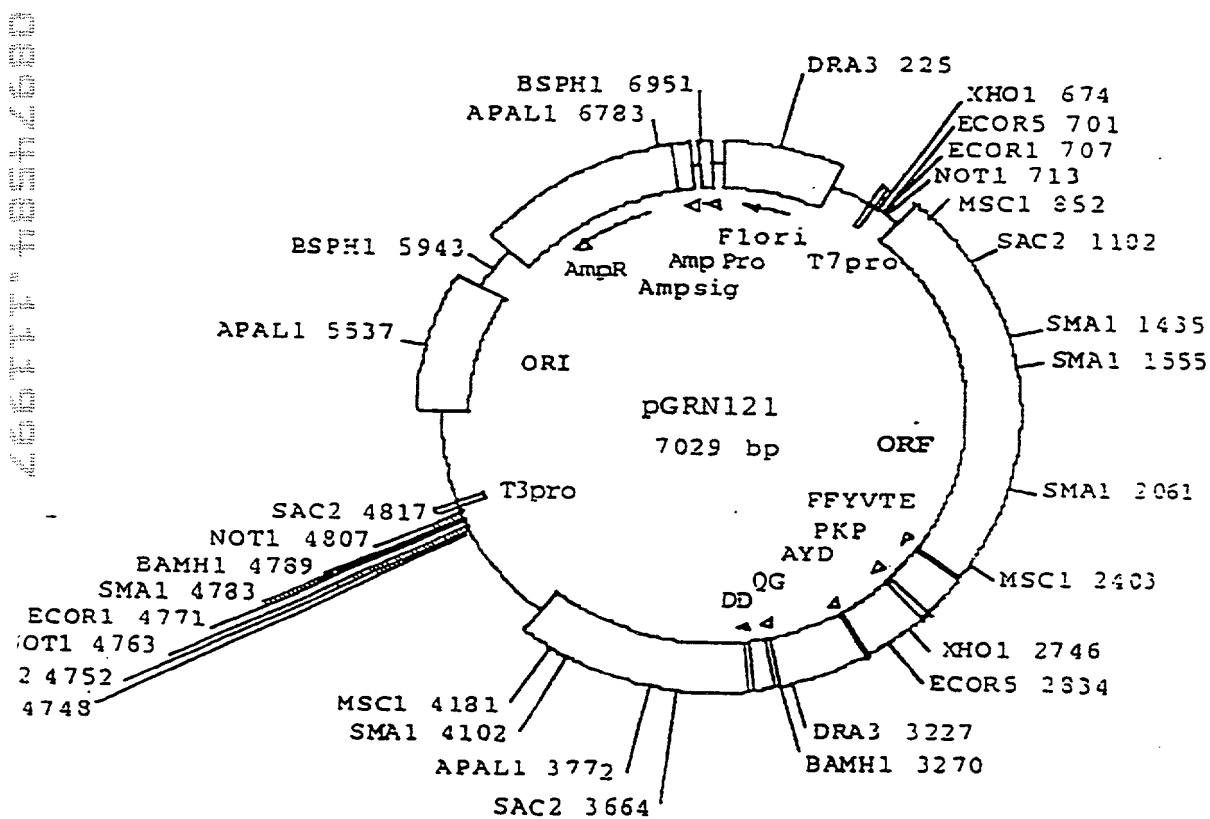 BSPH1 6951
APAL1 6783
DRA3 225
XHO1 674
ECOR5 701
ECOR1 707
NOT1 713
MSC1 852
SAC2 1102
SMA1 1435
SMA1 1555
SMA1 2061
MSC1 2403
XHO1 2746
ECOR5 2834
DRA3 3227
BAMH1 3270
SAC2 3664
APAL1 3772
SMA1 4102
MSC1 4181
4748
2 4752
OT1 4763
ECOR1 4771
SMA1 4783
BAMH1 4789
NOT1 4807
SAC2 4817
T3pro
APAL1 5537
BSPH1 5943
ORI
AmpR
Ampsig
Amp Pro
Flori
T7pro
pGRN121
7029 bp
ORF
FFYVTE
PKP
AYD
QG
DD